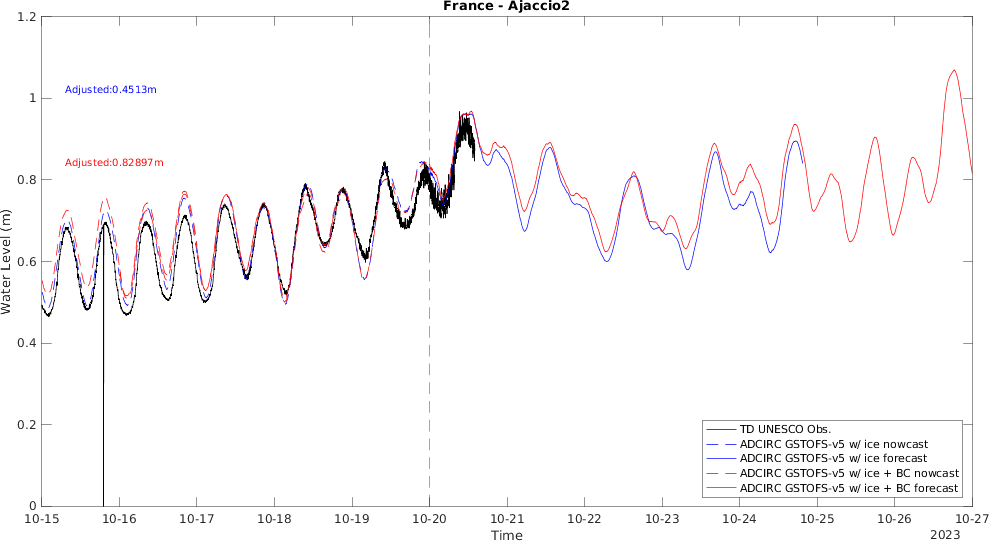 France - Ajaccio2
1.2
1
0.8
0.6
0.4
0.2
0
Water Level (m)
Adjusted:0.4513m
Adjusted:0.82897m
TD UNESCO Obs.
ADCIRC GSTOFS-v5 w/ ice nowcast
ADCIRC GSTOFS-v5 w/ ice forecast
ADCIRC GSTOFS-v5 w/ ice + BC nowcast
ADCIRC GSTOFS-v5 w/ ice + BC forecast
10-15 10-16 10-17 10-18 10-19 10-20 10-21 10-22 10-23 10-24 10-25 10-26 10-27
Time
2023